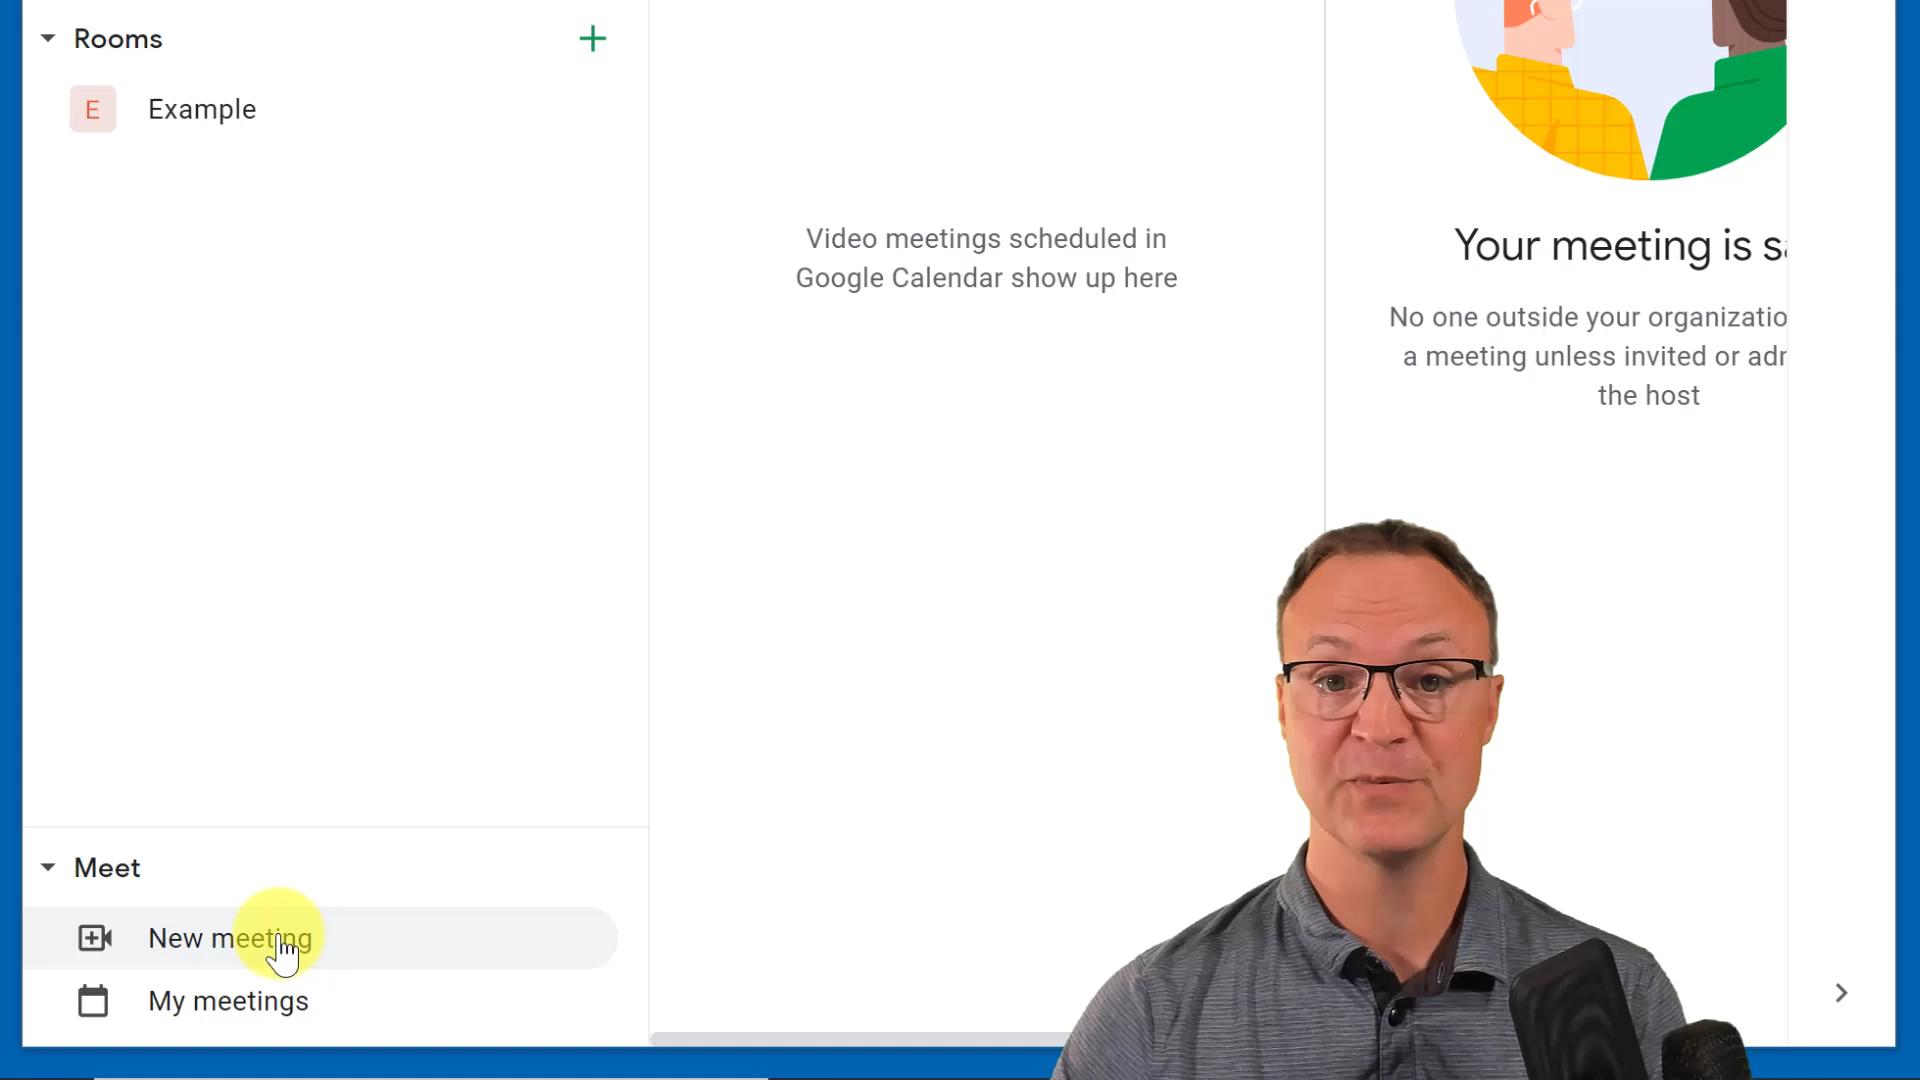 Rooms
E
Example
Video meetings scheduled in
Google Calendar show up here
Your meeting is sa
No one outside your organizatio
a meeting unless invited or adr
the host
Meet
New meeting
My meetings